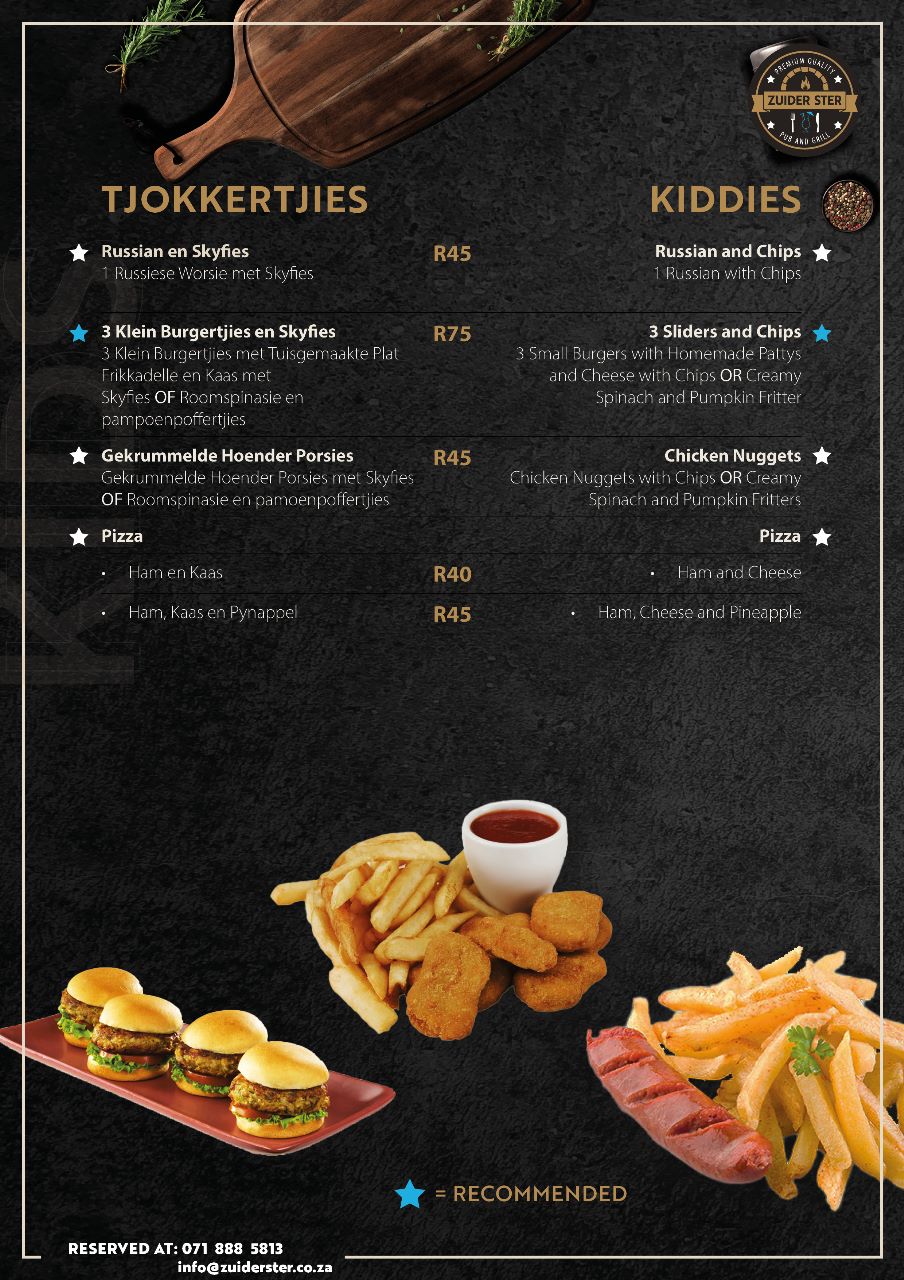 PREMIUM QUALITY
ZUIDER STER
PUB AND GRILL
TJOKKERTJIES
KIDDIES
Russian en Skyfies
R45
Russian and Chips
1 Russiese Worsie met Skyfies
1 Russian with Chips
3 Klein Burgertjies en Skyfies
R75
3 Sliders and Chips
3 Klein Burgertjies met Tuisgemaakte Plat
3 Small Burgers with Homemade Pattys
Frikkadelle en Kaas met
and Cheese with Chips OR Creamy
Skyfies OF Roomspinasie en
Spinach and Pumpkin Fritter
pampoenpoffertjies
Gekrummelde Hoender Porsies
R45
Chicken Nuggets
Gekrummelde Hoender Porsies met Skyfies
Chicken Nuggets with Chips OR Creamy
OF Roomspinasie en pamoenpoffertjies
Spinach and Pumpkin Fritters
Pizza
Pizza
• Ham en Kaas
R40
• Ham and Cheese
• Ham, Kaas en Pynappel
R45
• Ham, Cheese and Pineapple
KIDS
= RECOMMENDED
RESERVED AT: 071 888 5813
info@zuiderster.co.za